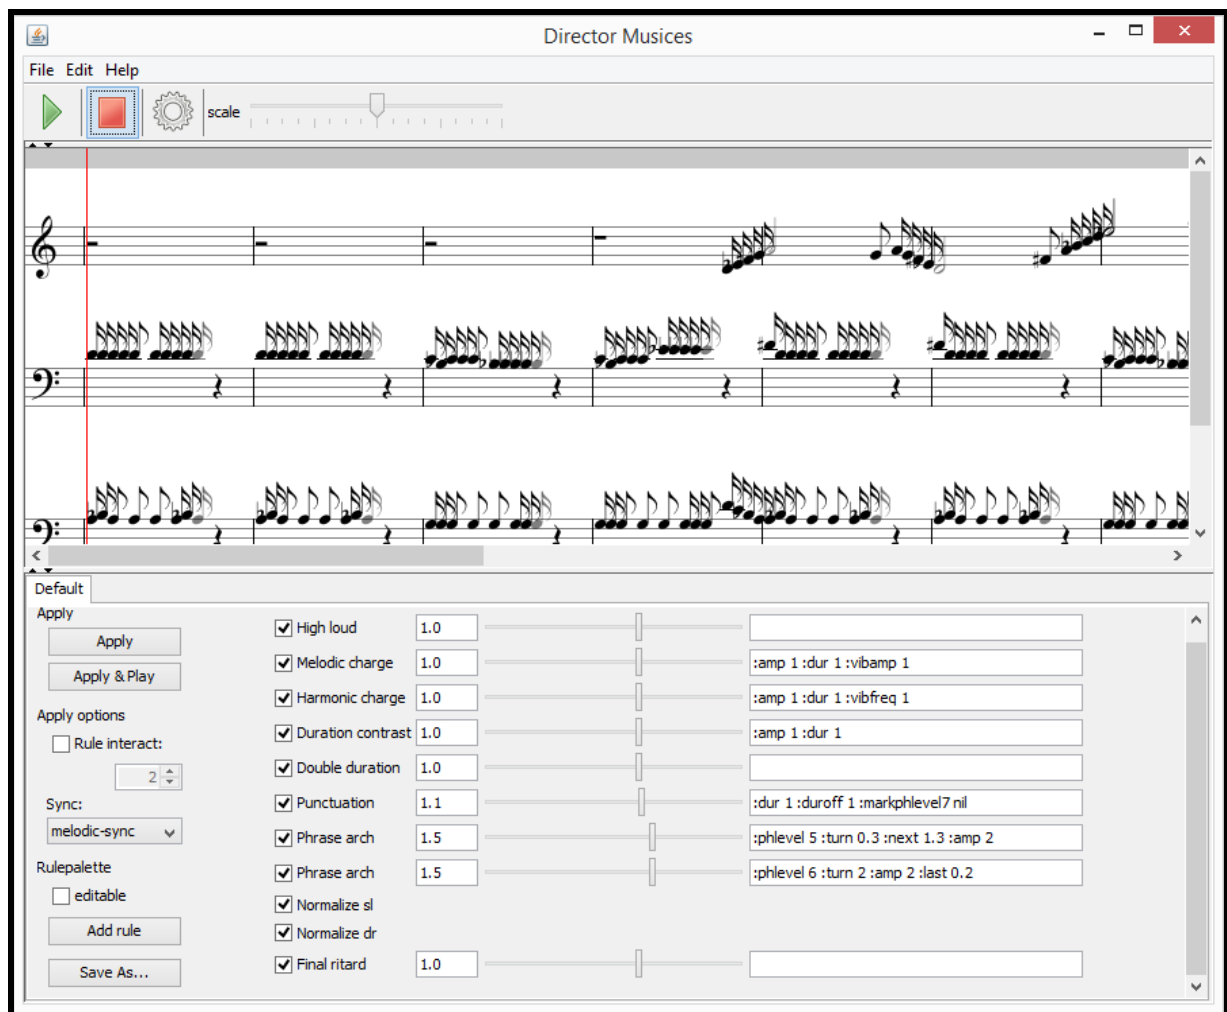 Director Musices
File Edit Help
scale
Default
Apply
Apply
Apply & Play
Apply options
Rule interact:
2
Sync:
melodic-sync
Rulepalette
editable
Add rule
Save As...
High loud 1.0
Melodic charge 1.0 :amp 1 :dur 1 :vibamp 1
Harmonic charge 1.0 :amp 1 :dur 1 :vibfreq 1
Duration contrast 1.0 :amp 1 :dur 1
Double duration 1.0
Punctuation 1.1 :dur 1 :duroff 1 :markphlevel7 nil
Phrase arch 1.5 :phlevel 5 :turn 0.3 :next 1.3 :amp 2
Phrase arch 1.5 :phlevel 6 :turn 2 :amp 2 :last 0.2
Normalize sl
Normalize dr
Final ritard 1.0